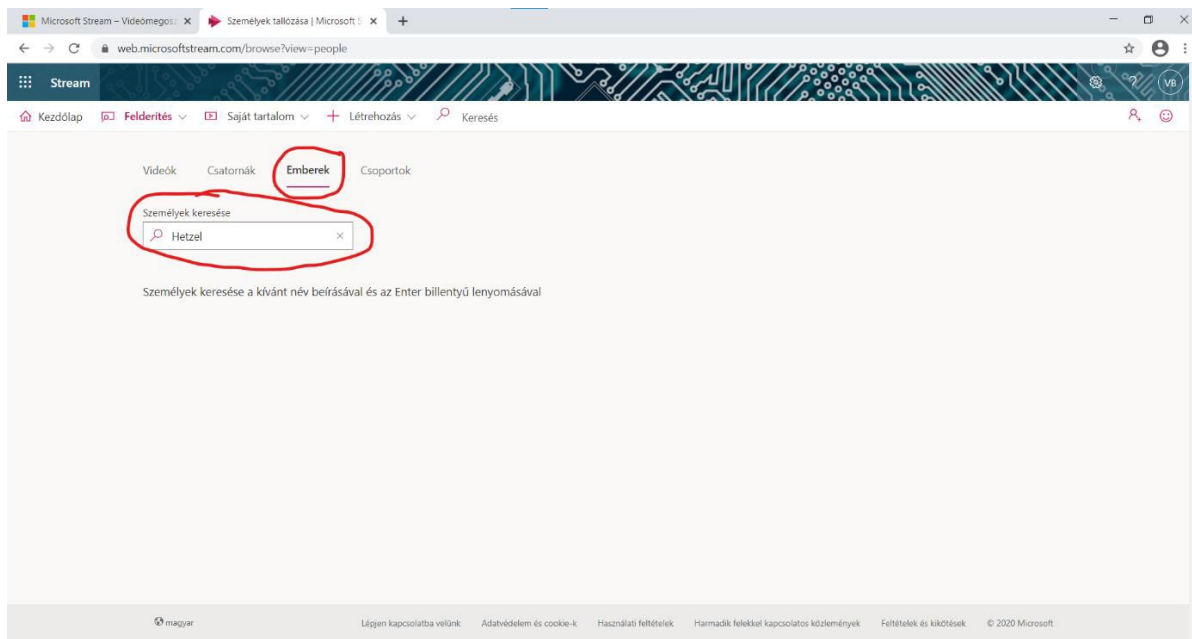 Microsoft Stream – Videómegosz
Személyek tallózása | Microsoft S
web.microsoftstream.com/browse?view=people
Stream
VB
Kezdőlap Felderítés Saját tartalom Létrehozás Keresés
Videók Csatornák Emberek Csoportok
Személyek keresése
Hetzel
Személyek keresése a kívánt név beírásával és az Enter billentyű lenyomásával
magyar Lépjen kapcsolatba velünk Adatvédelem és cookie-k Használati feltételek Harmadik felekkel kapcsolatos közlemények Feltételek és kikötések © 2020 Microsoft